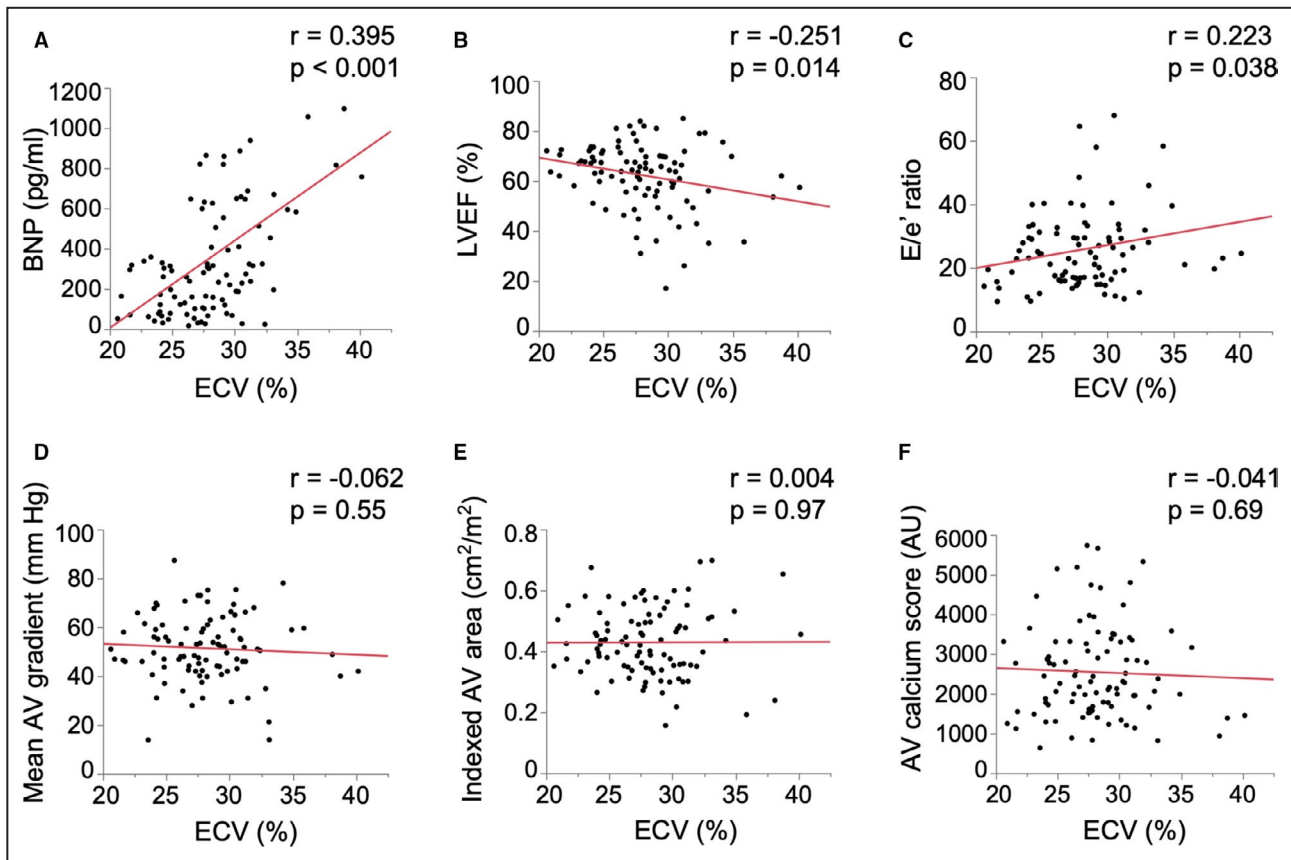 A
r = 0.395
p < 0.001
BNP (pg/ml)
1200
1000
800
600
400
200
0
20 25 30 35 40
ECV (%)
B
r = -0.251
p = 0.014
LVEF (%)
100
80
60
40
20
0
20 25 30 35 40
ECV (%)
C
r = 0.223
p = 0.038
E/e' ratio
80
60
40
20
0
20 25 30 35 40
ECV (%)
D
r = -0.062
p = 0.55
Mean AV gradient (mm Hg)
100
80
60
40
20
0
20 25 30 35 40
ECV (%)
E
r = 0.004
p = 0.97
Indexed AV area (cm²/m²)
0.8
0.6
0.4
0.2
0
20 25 30 35 40
ECV (%)
F
r = -0.041
p = 0.69
AV calcium score (AU)
6000
5000
4000
3000
2000
1000
0
20 25 30 35 40
ECV (%)